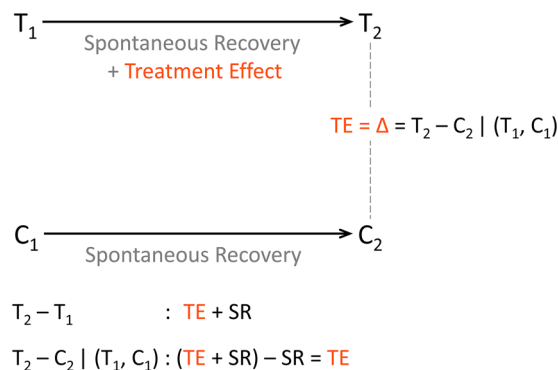 T₁ T₂
Spontaneous Recovery
+ Treatment Effect
TE = Δ = T₂ – C₂ | (T₁, C₁)
C₁ C₂
Spontaneous Recovery
T₂ – T₁ : TE + SR
T₂ – C₂ | (T₁, C₁) : (TE + SR) – SR = TE